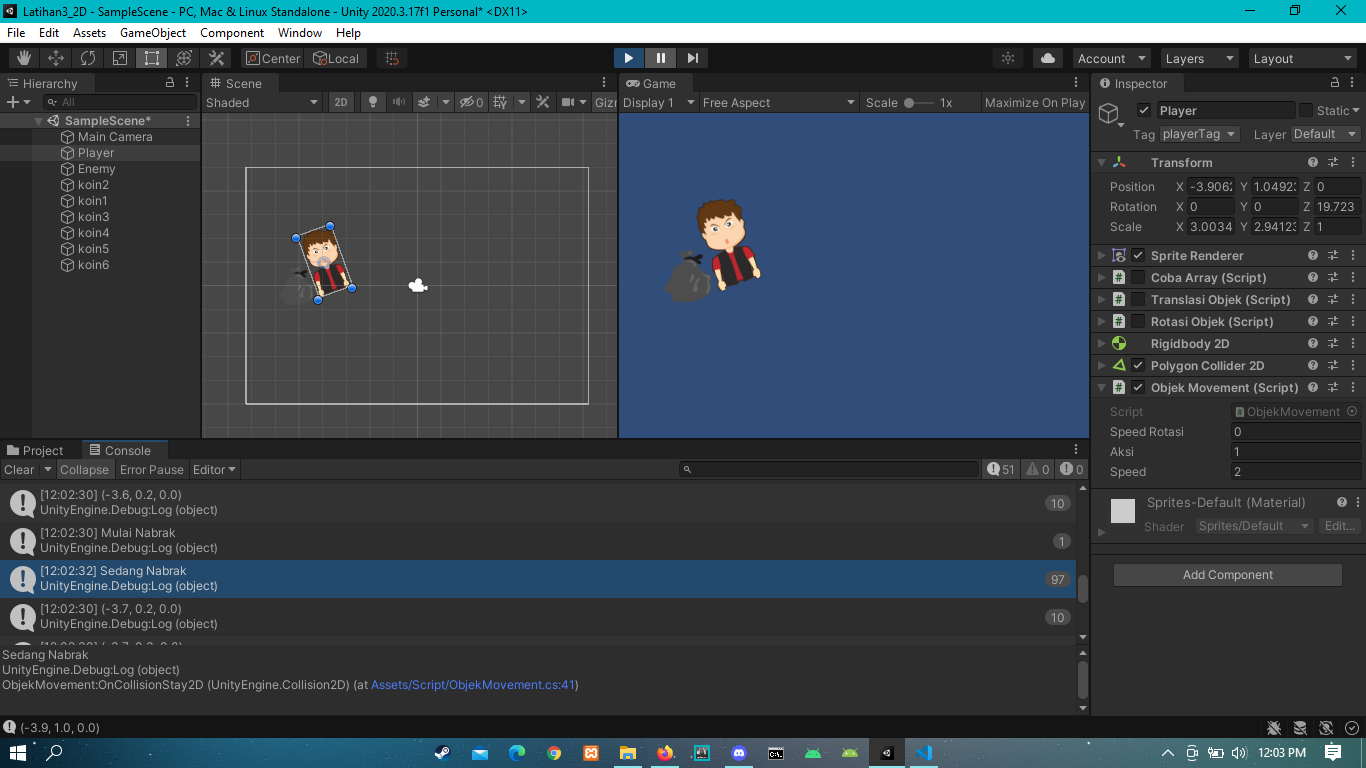 Latihan3_2D - SampleScene - PC, Mac & Linux Standalone - Unity 2020.3.17f1 Personal* <DX11>
File Edit Assets GameObject Component Window Help
Center Local Account Layers Layout
Hierarchy
All
SampleScene*
Main Camera
Player
Enemy
koin2
koin1
koin3
koin4
koin5
koin6
Scene
Shaded 2D 0 Giz
Game
Display 1 Free Aspect Scale 1x Maximize On Play
Inspector
Player Static
Tag playerTag Layer Default
Transform
Position X -3.906 Y 1.0492 Z 0
Rotation X 0 Y 0 Z 19.723
Scale X 3.0034 Y 2.9412 Z 1
Sprite Renderer
# Coba Array (Script)
# Translasi Objek (Script)
# Rotasi Objek (Script)
Rigidbody 2D
Polygon Collider 2D
# Objek Movement (Script)
Script ObjekMovement
Speed Rotasi 0
Aksi 1
Speed 2
Sprites-Default (Material)
Shader Sprites/Default Edit...
Add Component
Project Console
Clear Collapse Error Pause Editor 51 0 0
[12:02:30] (-3.6, 0.2, 0.0)
UnityEngine.Debug:Log (object)
10
[12:02:30] Mulai Nabrak
UnityEngine.Debug:Log (object)
1
[12:02:32] Sedang Nabrak
UnityEngine.Debug:Log (object)
97
[12:02:30] (-3.7, 0.2, 0.0)
UnityEngine.Debug:Log (object)
10
Sedang Nabrak
UnityEngine.Debug:Log (object)
ObjekMovement:OnCollisionStay2D (UnityEngine.Collision2D) (at Assets/Script/ObjekMovement.cs:41)
(-3.9, 1.0, 0.0)
12:03 PM